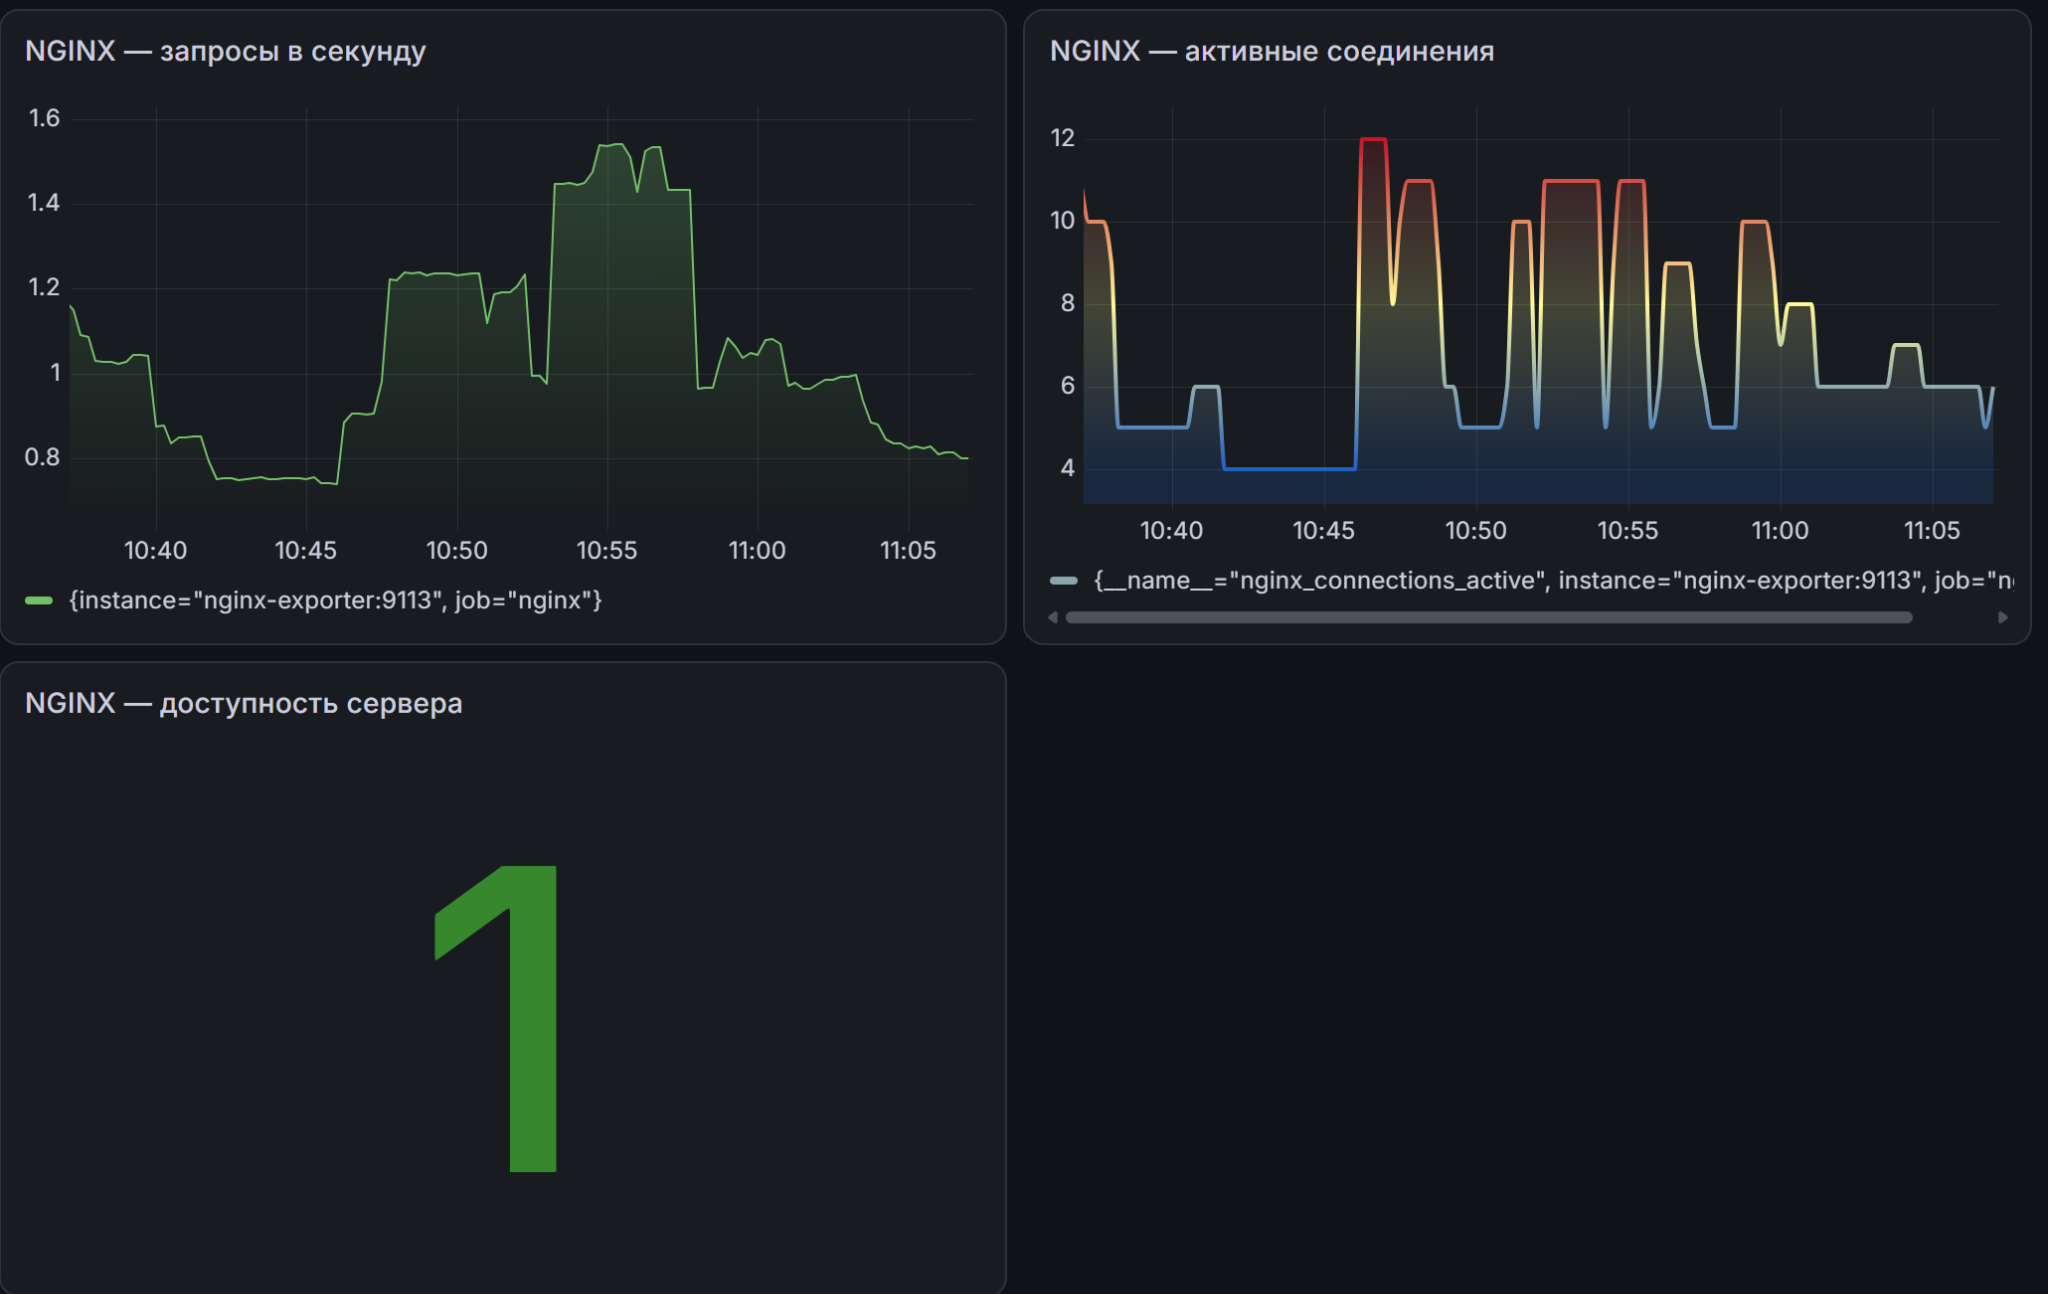 NGINX — запросы в секунду
1.6
1.4
1.2
1
0.8
10:40 10:45 10:50 10:55 11:00 11:05
{instance="nginx-exporter:9113", job="nginx"}
NGINX — активные соединения
12
10
8
6
4
10:40 10:45 10:50 10:55 11:00 11:05
{__name__="nginx_connections_active", instance="nginx-exporter:9113", job="n
NGINX — доступность сервера
1